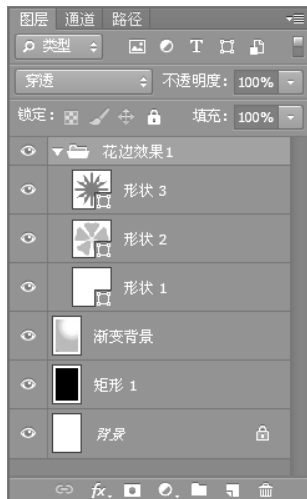 图层 通道 路径
类型 T
穿透 不透明度: 100%
锁定: 填充: 100%
花边效果1
形状 3
形状 2
形状 1
渐变背景
矩形 1
背景
fx